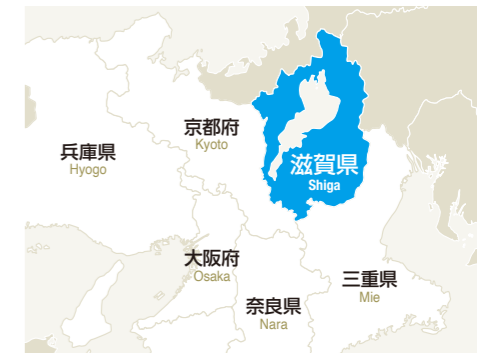 京都府
Kyoto
兵庫県
Hyogo
滋賀県
Shiga
大阪府
Osaka
三重県
Mie
奈良県
Nara